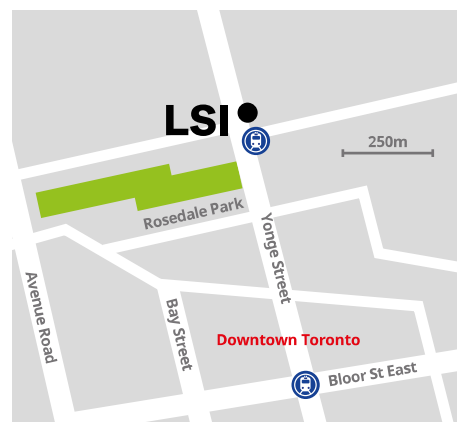 LSI
250m
Rosedale Park
Yonge Street
Avenue Road
Bay Street
Downtown Toronto
Bloor St East